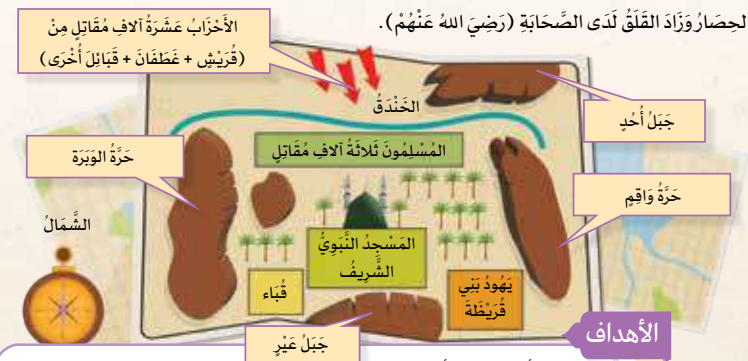 لحِصَارُ وَزَادَ القَلَقُ لَدَى الصَّحَابَةِ (رَضِيَ اللهُ عَنْهُمْ).
الأَحْزَابُ عَشَرَةُ آلافِ مُقَاتِلٍ مِنْ
(قُرَيْشٍ + غَطَفَانَ + قَبَائِلَ أُخْرَى)
الخَنْدَقُ
جَبَلُ أُحُدٍ
المُسْلِمُونَ ثَلاثَةُ آلافِ مُقَاتِلٍ
حَرَّةُ الوَبَرَة
حَرَّةُ وَاقِمٍ
الشَّمَالُ
المَسْجِدُ النَّبَوِيُّ
الشَّرِيفُ
يَهُودُ بَنِي
قُرَيْظَةَ
قُبَاء
جَبَلُ عَيْرٍ
الأهداف